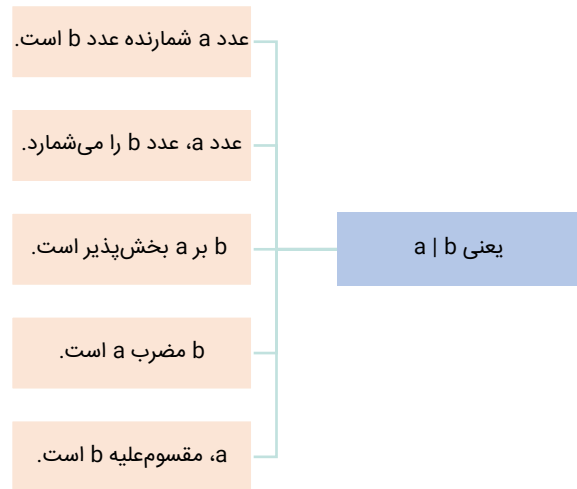 a | b یعنی
عدد a شمارنده عدد b است.
عدد a، عدد b را می‌شمارد.
b بر a بخش‌پذیر است.
b مضرب a است.
a، مقسوم‌علیه b است.